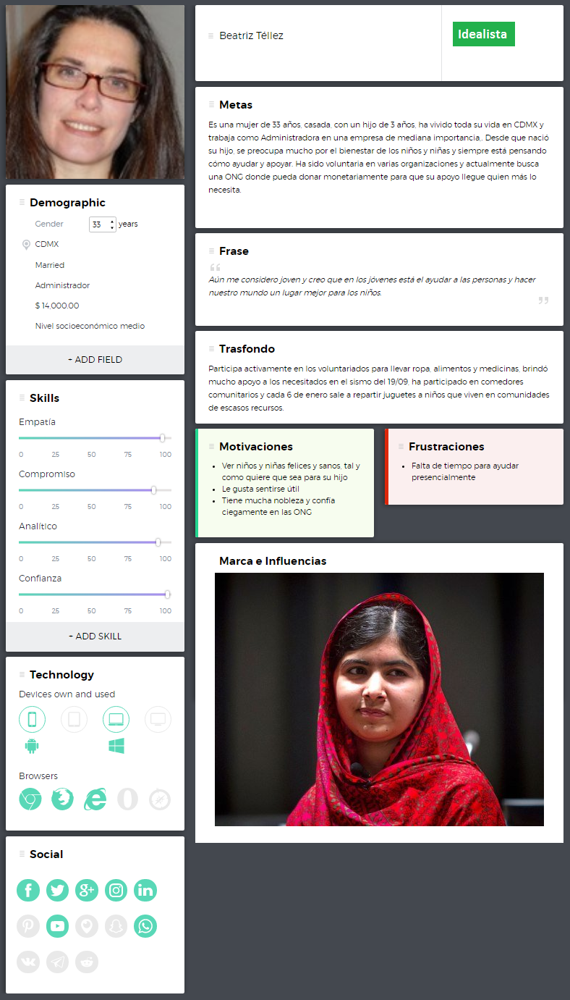 Beatriz Téllez
Idealista
Metas
Es una mujer de 33 años, casada, con un hijo de 3 años, ha vivido toda su vida en CDMX y
trabaja como Administradora en una empresa de mediana importancia,. Desde que nació
su hijo, se preocupa mucho por el bienestar de los niños y niñas y siempre está pensando
cómo ayudar y apoyar. Ha sido voluntaria en varias organizaciones y actualmente busca
una ONG donde pueda donar monetariamente para que su apoyo llegue quien más lo
necesita.
Demographic
Gender 33 years
CDMX
Married
Administrador
$ 14,000.00
Nivel socioeconómico medio
+ ADD FIELD
Frase
“
Aún me considero joven y creo que en los jóvenes está el ayudar a las personas y hacer
nuestro mundo un lugar mejor para los niños.
”
Trasfondo
Participa activamente en los voluntariados para llevar ropa, alimentos y medicinas, brindó
mucho apoyo a los necesitados en el sismo del 19/09, ha participado en comedores
comunitarios y cada 6 de enero sale a repartir juguetes a niños que viven en comunidades
de escasos recursos.
Skills
Empatía
0 25 50 75 100
Compromiso
0 25 50 75 100
Analítico
0 25 50 75 100
Confianza
0 25 50 75 100
+ ADD SKILL
Motivaciones
• Ver niños y niñas felices y sanos, tal y
como quiere que sea para su hijo
• Le gusta sentirse útil
• Tiene mucha nobleza y confía
ciegamente en las ONG
Frustraciones
• Falta de tiempo para ayudar
presencialmente
Marca e Influencias
Technology
Devices own and used
Browsers
Social